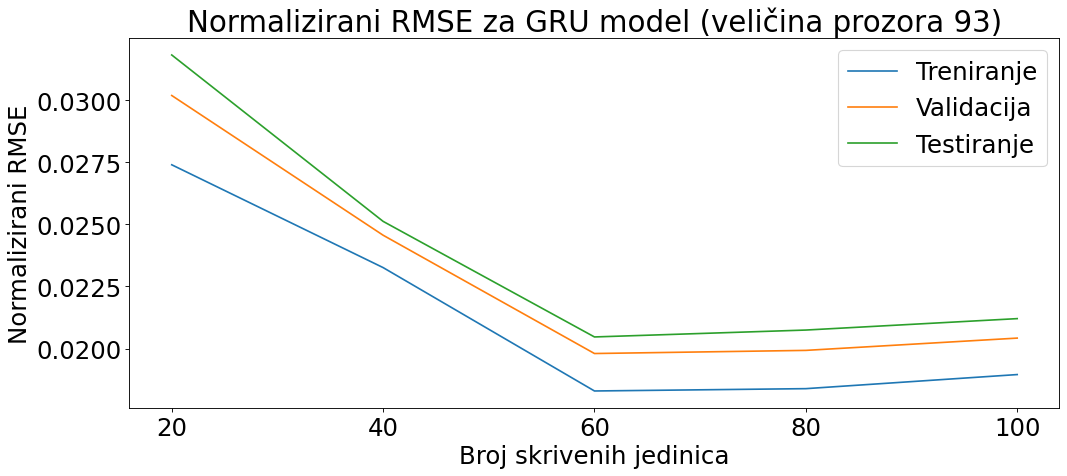 Normalizirani RMSE za GRU model (veličina prozora 93)
Treniranje
Validacija
Testiranje
Normalizirani RMSE
0.0300
0.0275
0.0250
0.0225
0.0200
20 40 60 80 100
Broj skrivenih jedinica